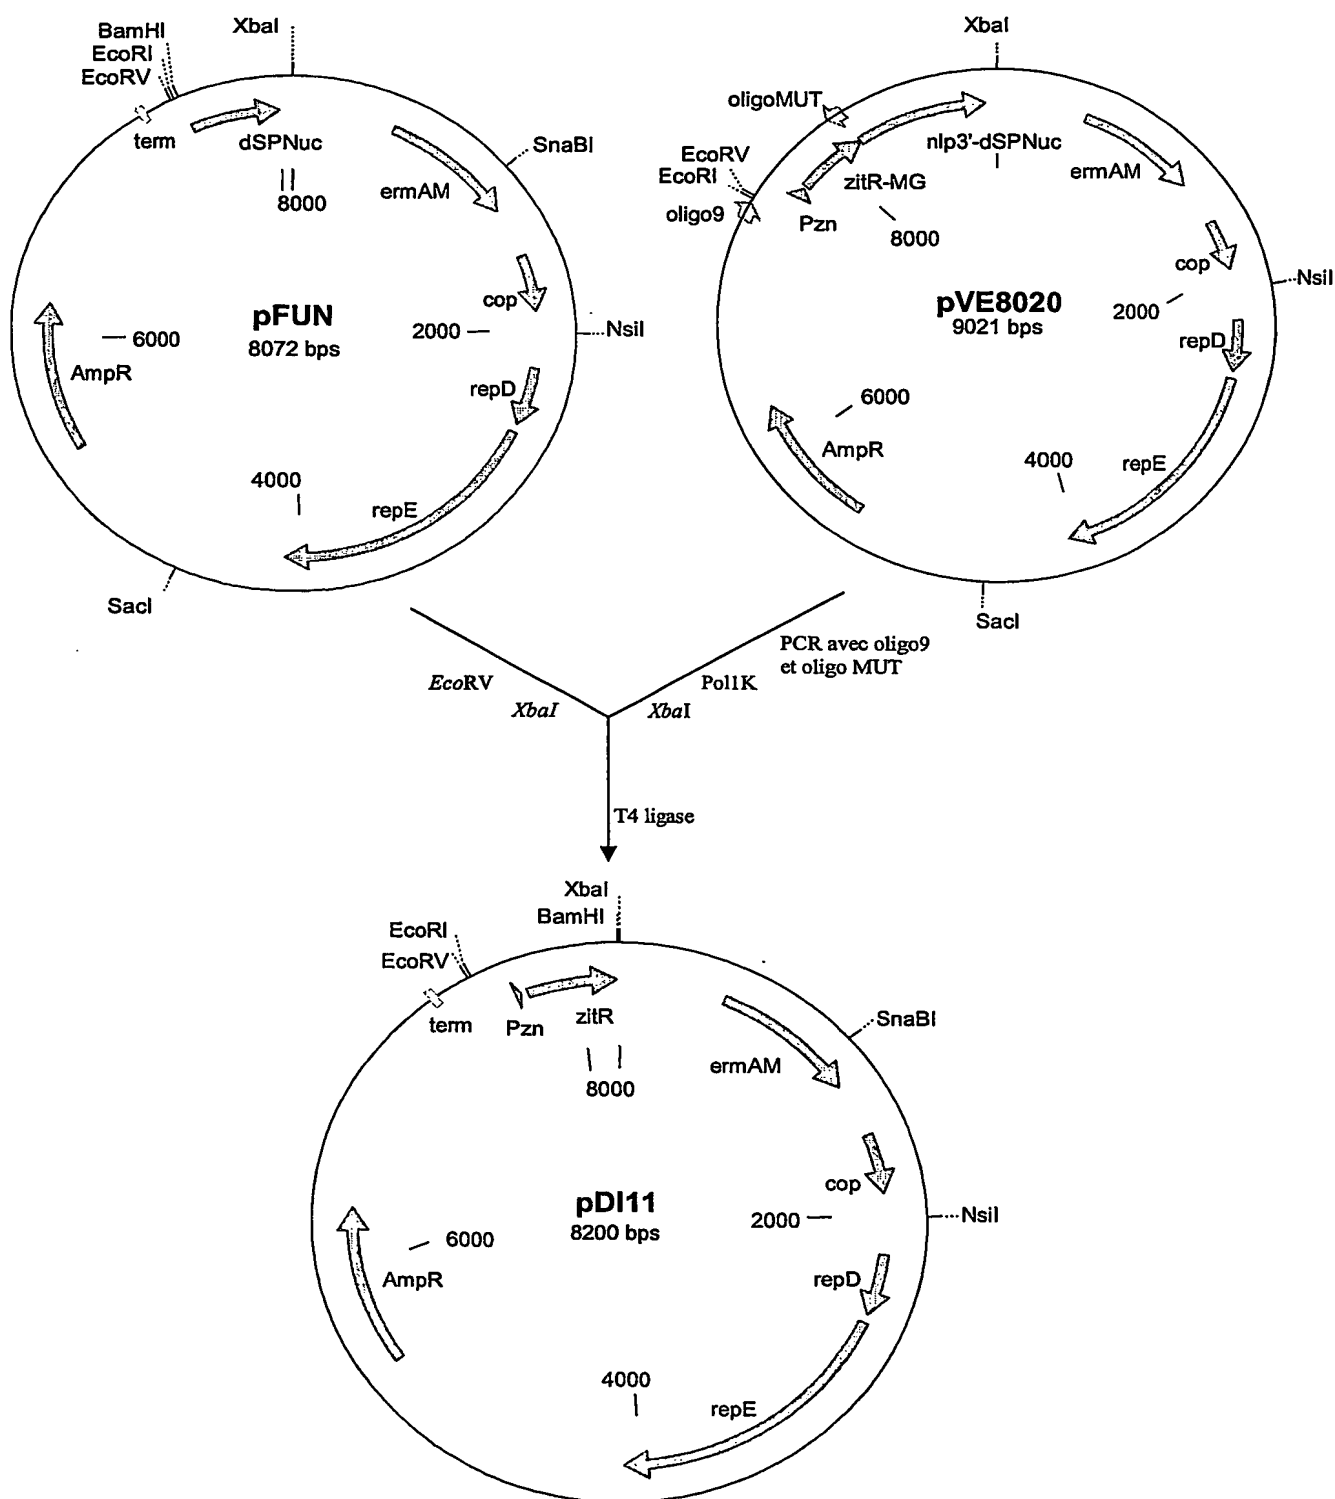 XbaI
BamHI
EcoRI
EcoRV
term
dSPNuc
8000
ermAM
SnaBI
cop
pFUN
8072 bps
2000
NsiI
6000
AmpR
repD
4000
repE
SacI
XbaI
oligoMUT
nlp3'-dSPNuc
ermAM
EcoRV
EcoRI
zitR-MG
oligo9
Pzn
8000
cop
NsiI
pVE8020
9021 bps
2000
repD
6000
AmpR
4000
repE
SacI
PCR avec oligo9
et oligo MUT
EcoRV
Pol1K
XbaI
XbaI
T4 ligase
XbaI
BamHI
EcoRI
EcoRV
term
Pzn
zitR
SnaBI
ermAM
8000
cop
pDI11
8200 bps
2000
NsiI
6000
AmpR
repD
4000
repE